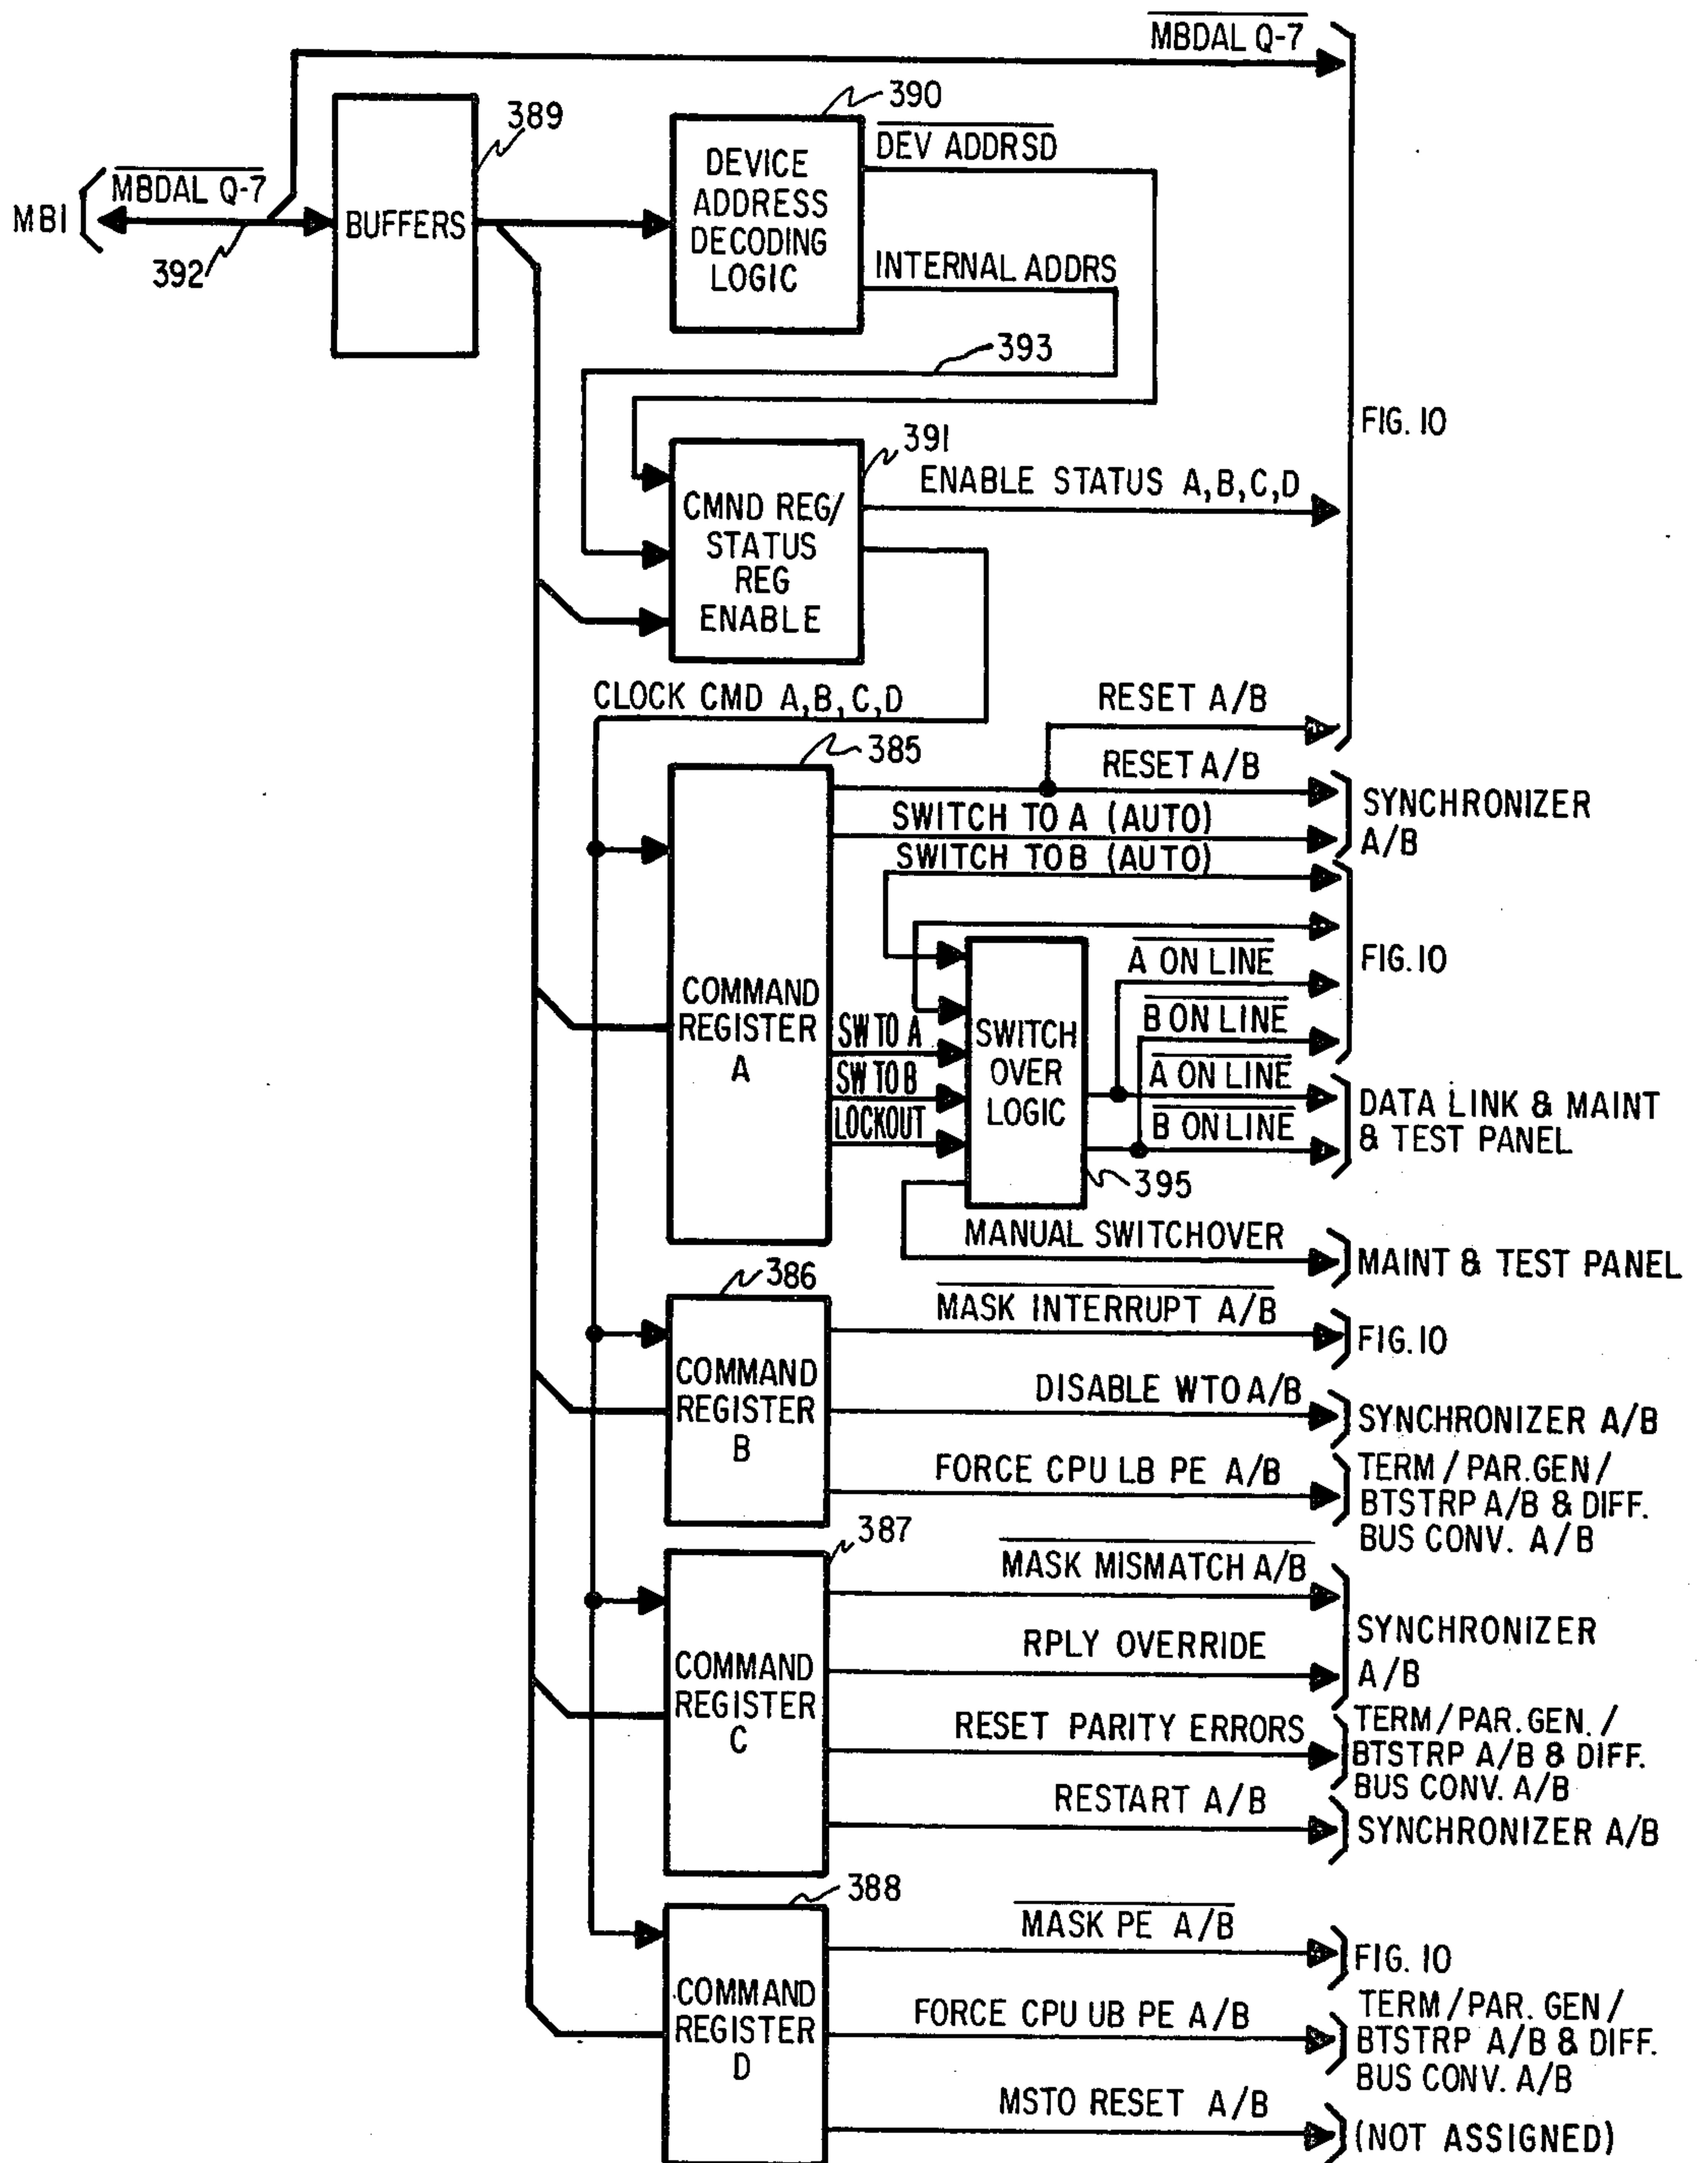 MBDAL Q-7
389
390
DEV ADDRSD
DEVICE
ADDRESS
DECODING
LOGIC
MBI
MBDAL Q-7
BUFFERS
392
INTERNAL ADDRS
393
FIG. 10
391
ENABLE STATUS A,B,C,D
CMND REG/
STATUS
REG
ENABLE
CLOCK CMD A,B,C,D
RESET A/B
385
RESET A/B
SYNCHRONIZER
A/B
SWITCH TO A (AUTO)
SWITCH TO B (AUTO)
FIG.10
A ON LINE
COMMAND
REGISTER
A
SW TO A
SW TO B
LOCKOUT
SWITCH
OVER
LOGIC
B ON LINE
A ON LINE
B ON LINE
DATA LINK & MAINT
& TEST PANEL
395
MANUAL SWITCHOVER
MAINT & TEST PANEL
386
MASK INTERRUPT A/B
FIG.10
COMMAND
REGISTER
B
DISABLE WTO A/B
SYNCHRONIZER A/B
FORCE CPU LB PE A/B
TERM/PAR.GEN/
BTSTRP A/B & DIFF.
BUS CONV. A/B
387
MASK MISMATCH A/B
SYNCHRONIZER
A/B
COMMAND
REGISTER
C
RPLY OVERRIDE
RESET PARITY ERRORS
TERM/PAR.GEN./
BTSTRP A/B & DIFF.
BUS CONV. A/B
RESTART A/B
SYNCHRONIZER A/B
388
MASK PE A/B
FIG. 10
COMMAND
REGISTER
D
FORCE CPU UB PE A/B
TERM/PAR. GEN/
BTSTRP A/B & DIFF.
BUS CONV. A/B
MSTO RESET A/B
(NOT ASSIGNED)